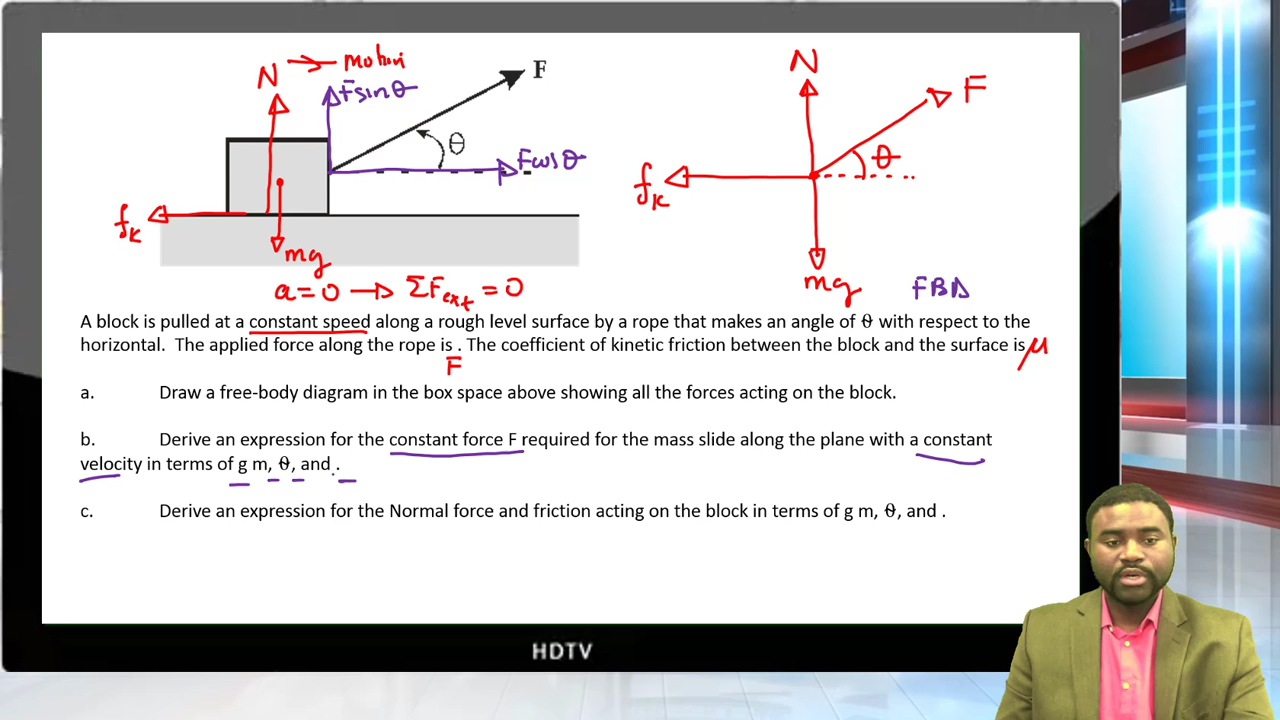 N → motion
F
N
F
Fsinθ
θ
Fcosθ
θ
fk
fk
mg
mg
FBD
a=0 → ΣFext = 0
A block is pulled at a constant speed along a rough level surface by a rope that makes an angle of θ with respect to the
horizontal. The applied force along the rope is . The coefficient of kinetic friction between the block and the surface is μ
F
a. Draw a free-body diagram in the box space above showing all the forces acting on the block.
b. Derive an expression for the constant force F required for the mass slide along the plane with a constant
velocity in terms of g m, θ, and .
c. Derive an expression for the Normal force and friction acting on the block in terms of g m, θ, and .
HDTV